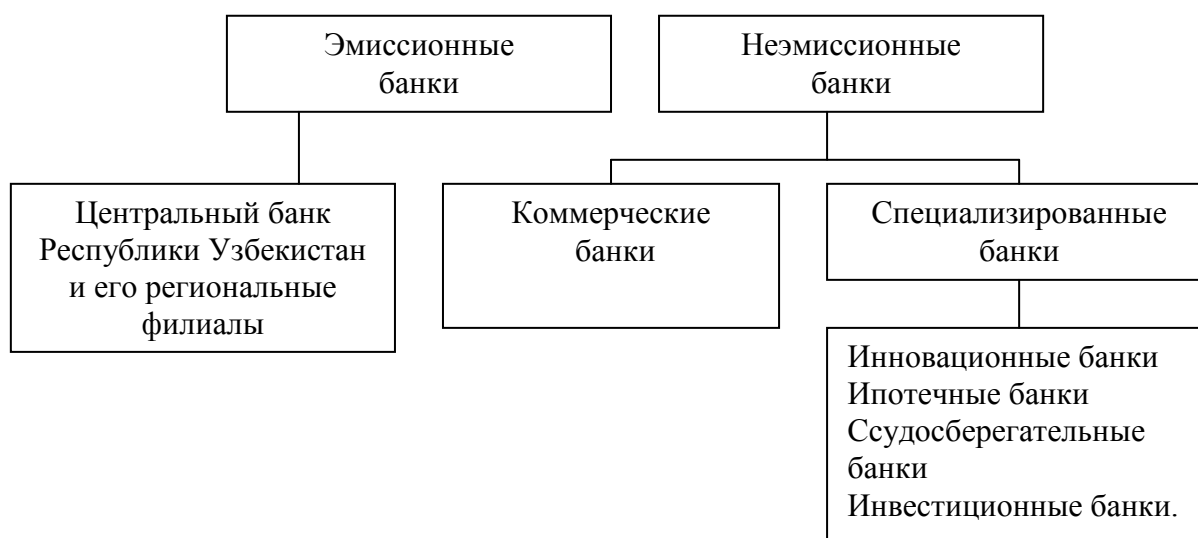 Эмиссионные
банки
Неэмиссионные
банки
Центральный банк
Республики Узбекистан
и его региональные
филиалы
Коммерческие
банки
Специализированные
банки
Инновационные банки
Ипотечные банки
Ссудосберегательные
банки
Инвестиционные банки.